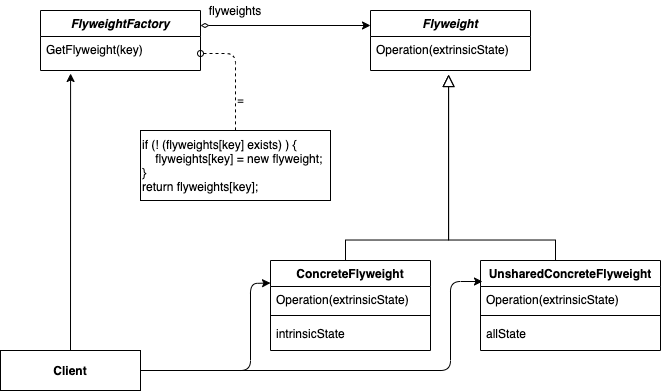 flyweights
FlyweightFactory
GetFlyweight(key)
Flyweight
Operation(extrinsicState)
=
if (! (flyweights[key] exists) ) {
flyweights[key] = new flyweight;
}
return flyweights[key];
ConcreteFlyweight
Operation(extrinsicState)
intrinsicState
UnsharedConcreteFlyweight
Operation(extrinsicState)
allState
Client